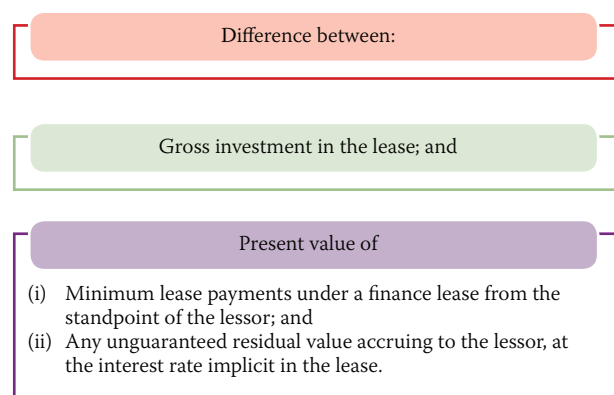 Difference between:
Gross investment in the lease; and
Present value of
(i) Minimum lease payments under a finance lease from the
standpoint of the lessor; and
(ii) Any unguaranteed residual value accruing to the lessor, at
the interest rate implicit in the lease.